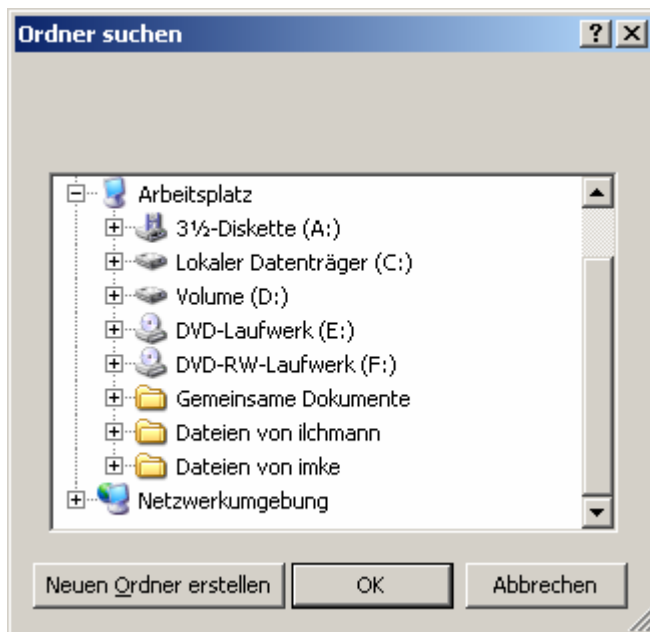 Ordner suchen
Arbeitsplatz
3½-Diskette (A:)
Lokaler Datenträger (C:)
Volume (D:)
DVD-Laufwerk (E:)
DVD-RW-Laufwerk (F:)
Gemeinsame Dokumente
Dateien von ilchmann
Dateien von imke
Netzwerkumgebung
Neuen Ordner erstellen OK Abbrechen